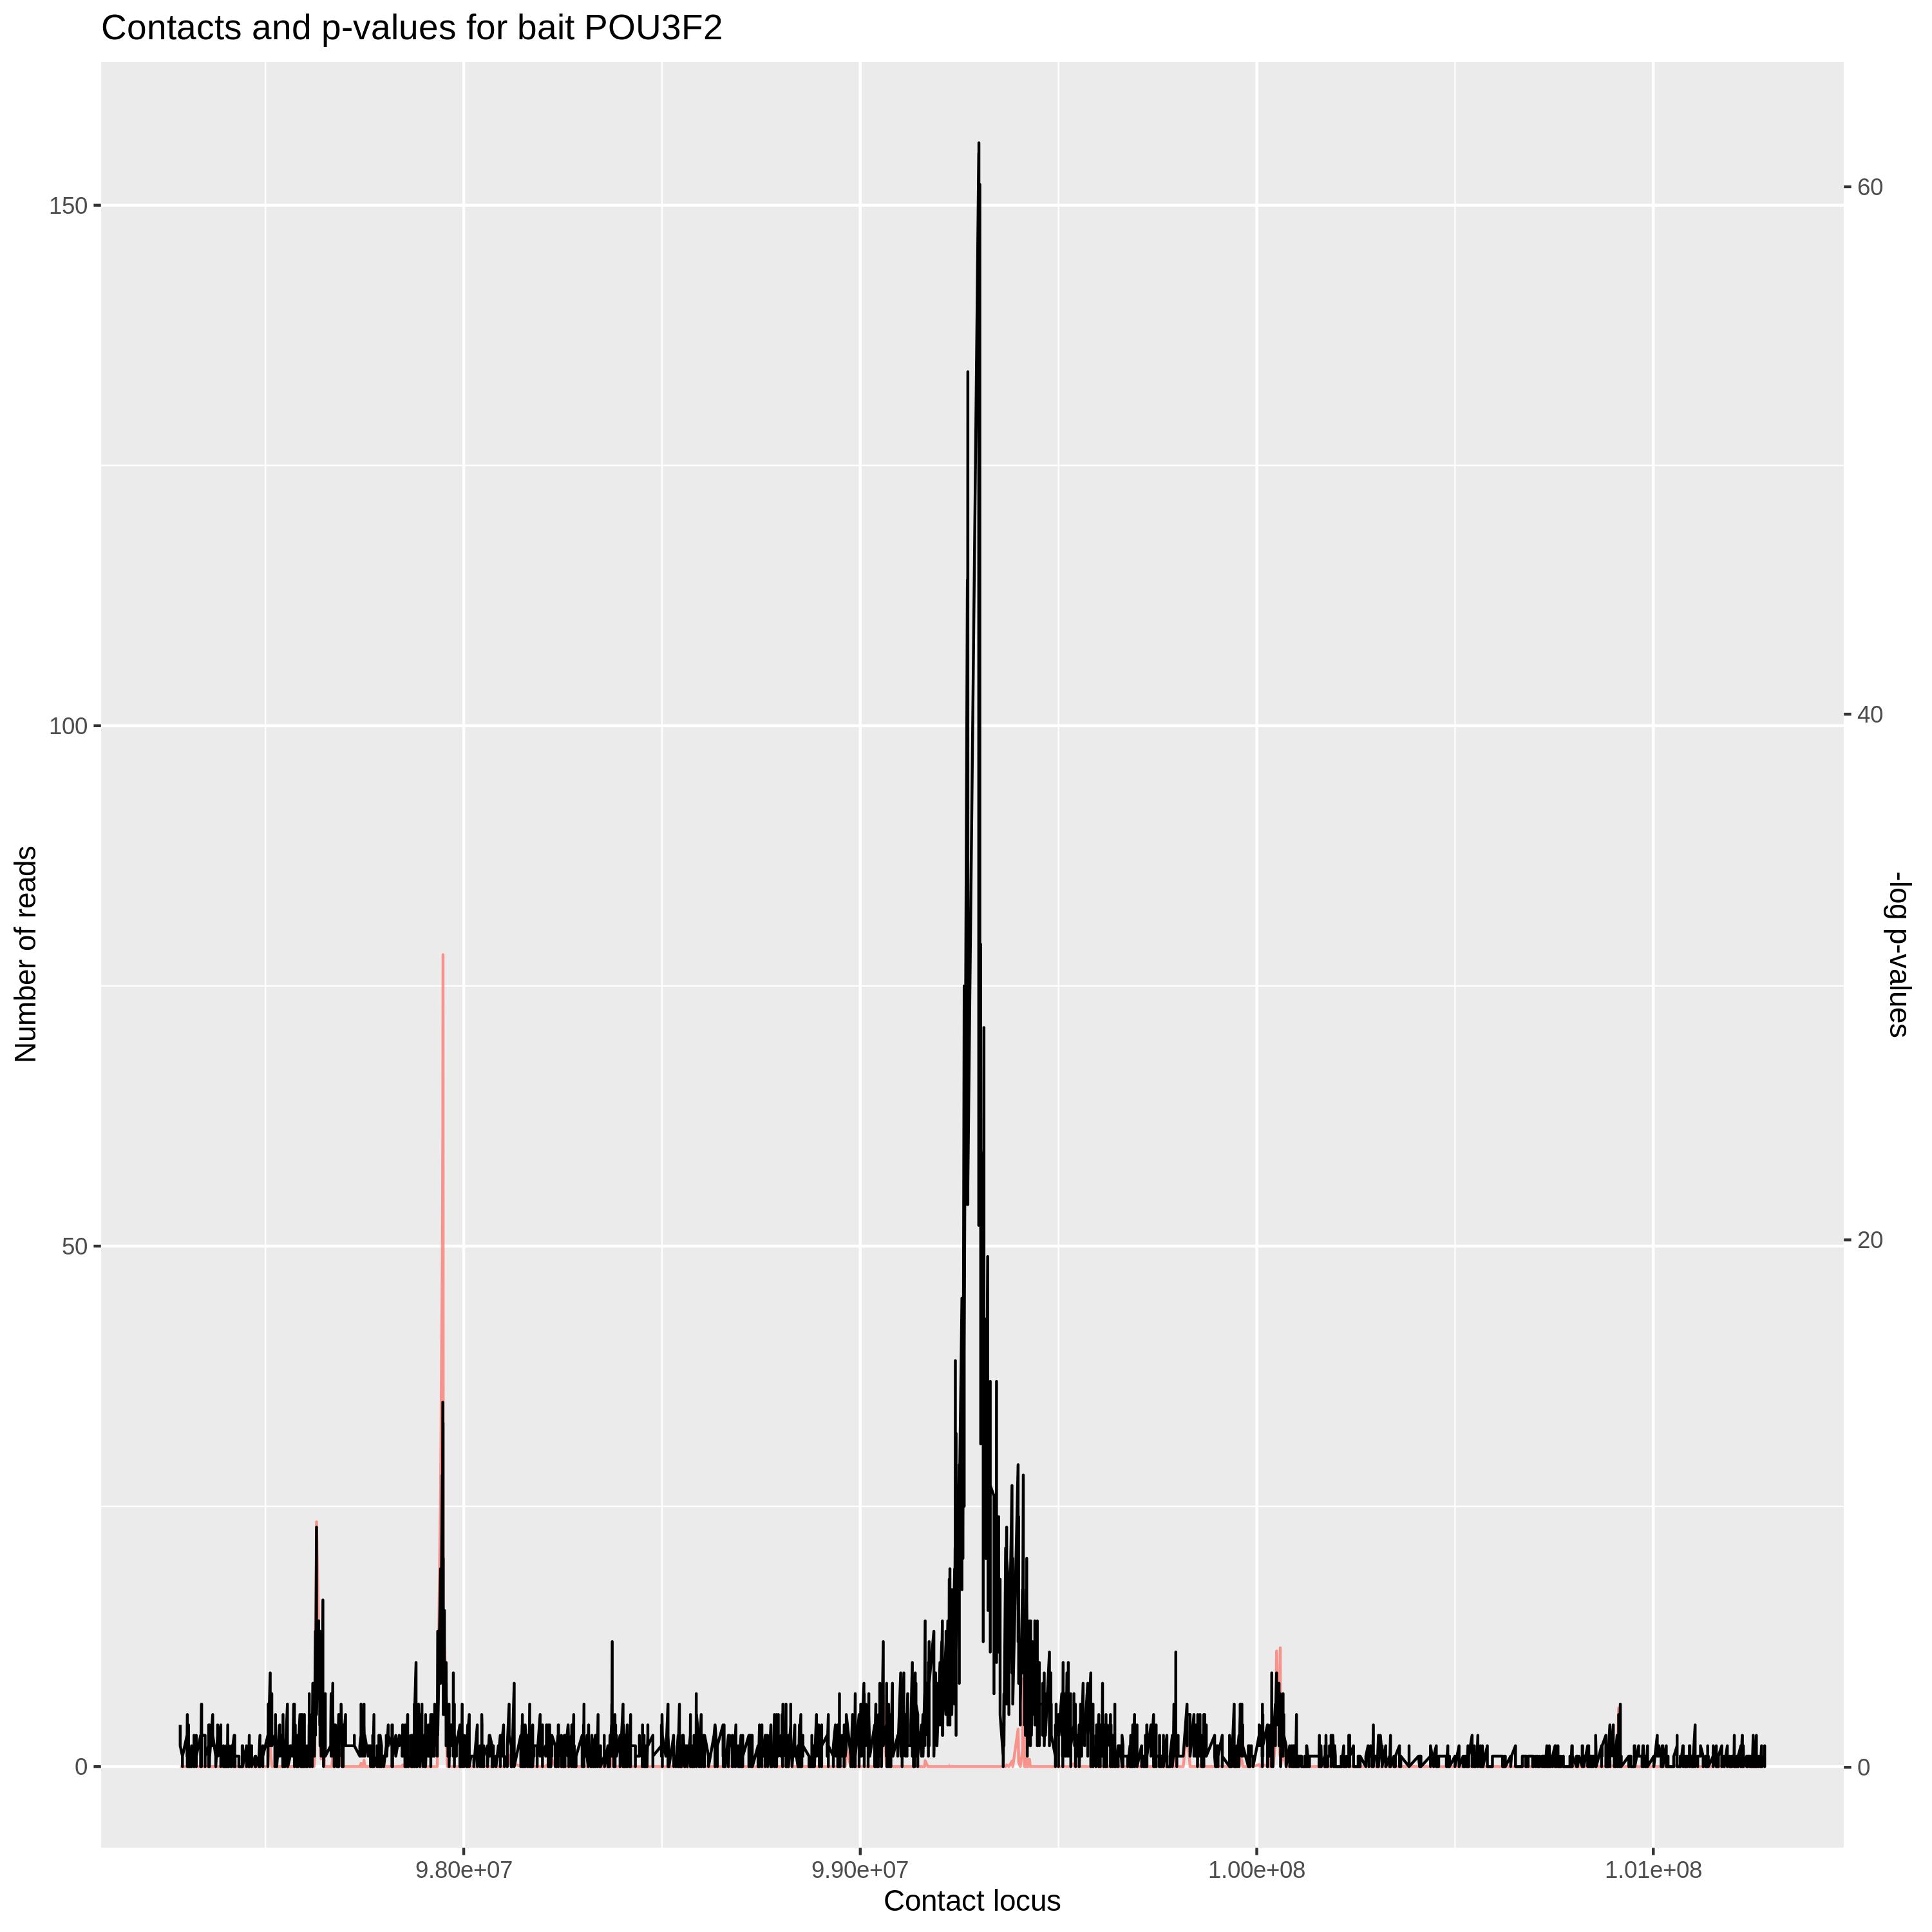 Contacts and p-values for bait POU3F2
150
100
50
0
Number of reads
60
40
20
0
-log p-values
9.80e+07
9.90e+07
1.00e+08
1.01e+08
Contact locus